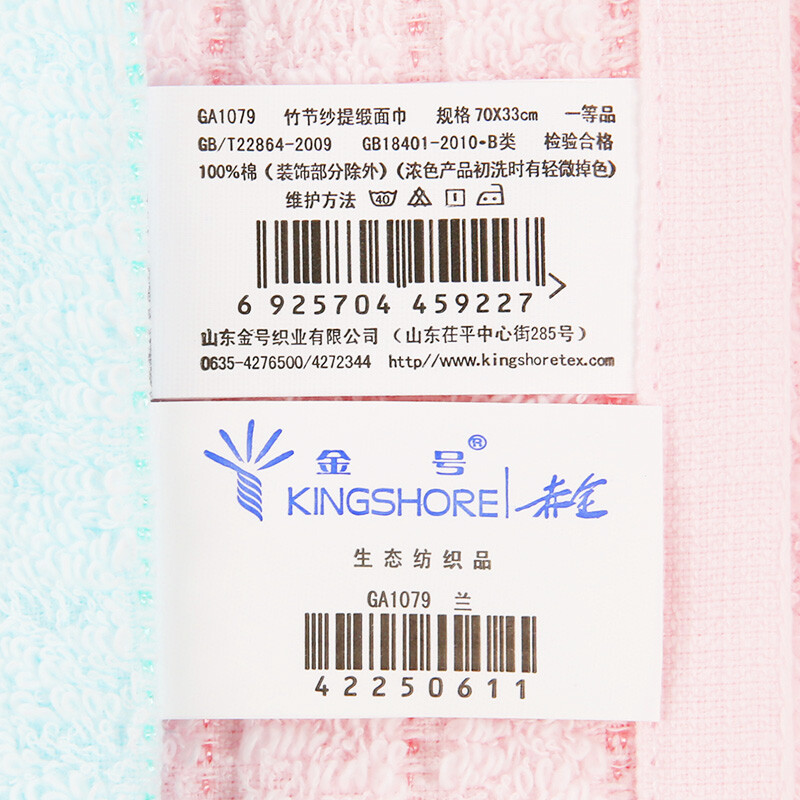 GA1079 竹节纱提缎面巾 规格 70X33cm 一等品
GB/T22864-2009 GB18401-2010•B类 检验合格
100%棉（装饰部分除外）(浓色产品初洗时有轻微掉色)
维护方法 40
6 925704 459227 >
山东金号织业有限公司（山东茌平中心街285号）
0635-4276500/4272344 http//www.kingshoretex.com
金号®
KINGSHORE 赤金
生态纺织品
GA1079 兰
42250611